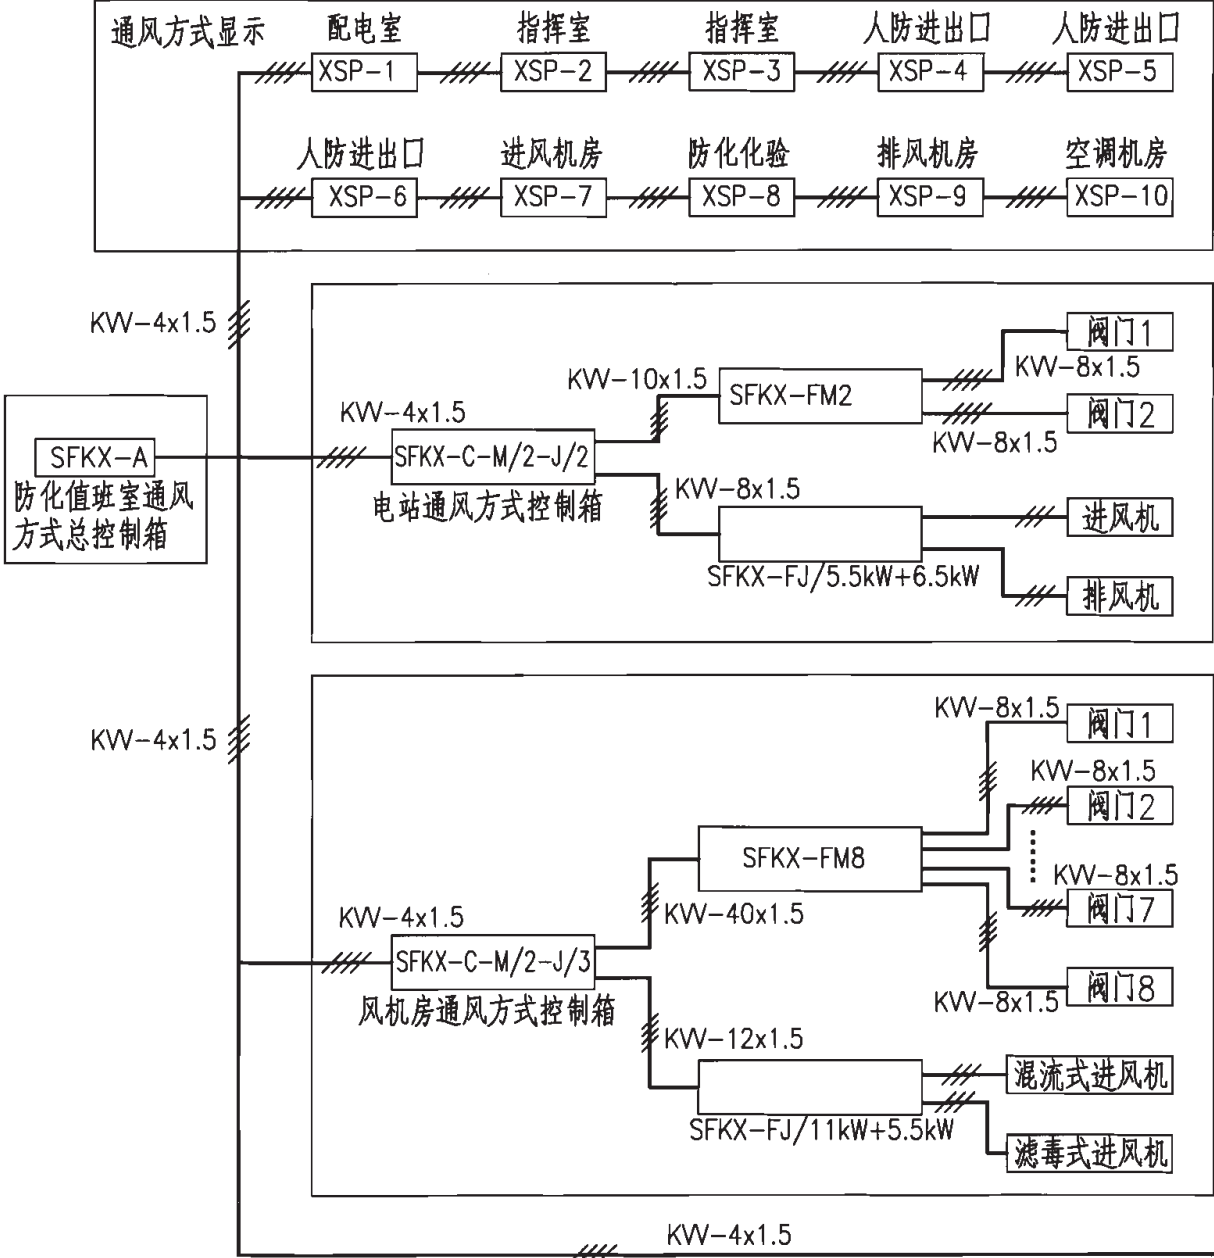 通风方式显示
配电室
指挥室
指挥室
人防进出口
人防进出口
XSP-1
XSP-2
XSP-3
XSP-4
XSP-5
人防进出口
进风机房
防化化验
排风机房
空调机房
XSP-6
XSP-7
XSP-8
XSP-9
XSP-10
KVV-4x1.5
阀门1
KVV-8x1.5
KVV-10x1.5
SFKX-FM2
阀门2
KVV-8x1.5
KVV-4x1.5
SFKX-A
防化值班室通风
方式总控制箱
SFKX-C-M/2-J/2
电站通风方式控制箱
KVV-8x1.5
进风机
SFKX-FJ/5.5kW+6.5kW
排风机
KVV-4x1.5
KVV-8x1.5
阀门1
KVV-8x1.5
阀门2
SFKX-FM8
KVV-8x1.5
阀门7
KVV-40x1.5
KVV-4x1.5
SFKX-C-M/2-J/3
风机房通风方式控制箱
阀门8
KVV-8x1.5
KVV-12x1.5
混流式进风机
SFKX-FJ/11kW+5.5kW
滤毒式进风机
KVV-4x1.5